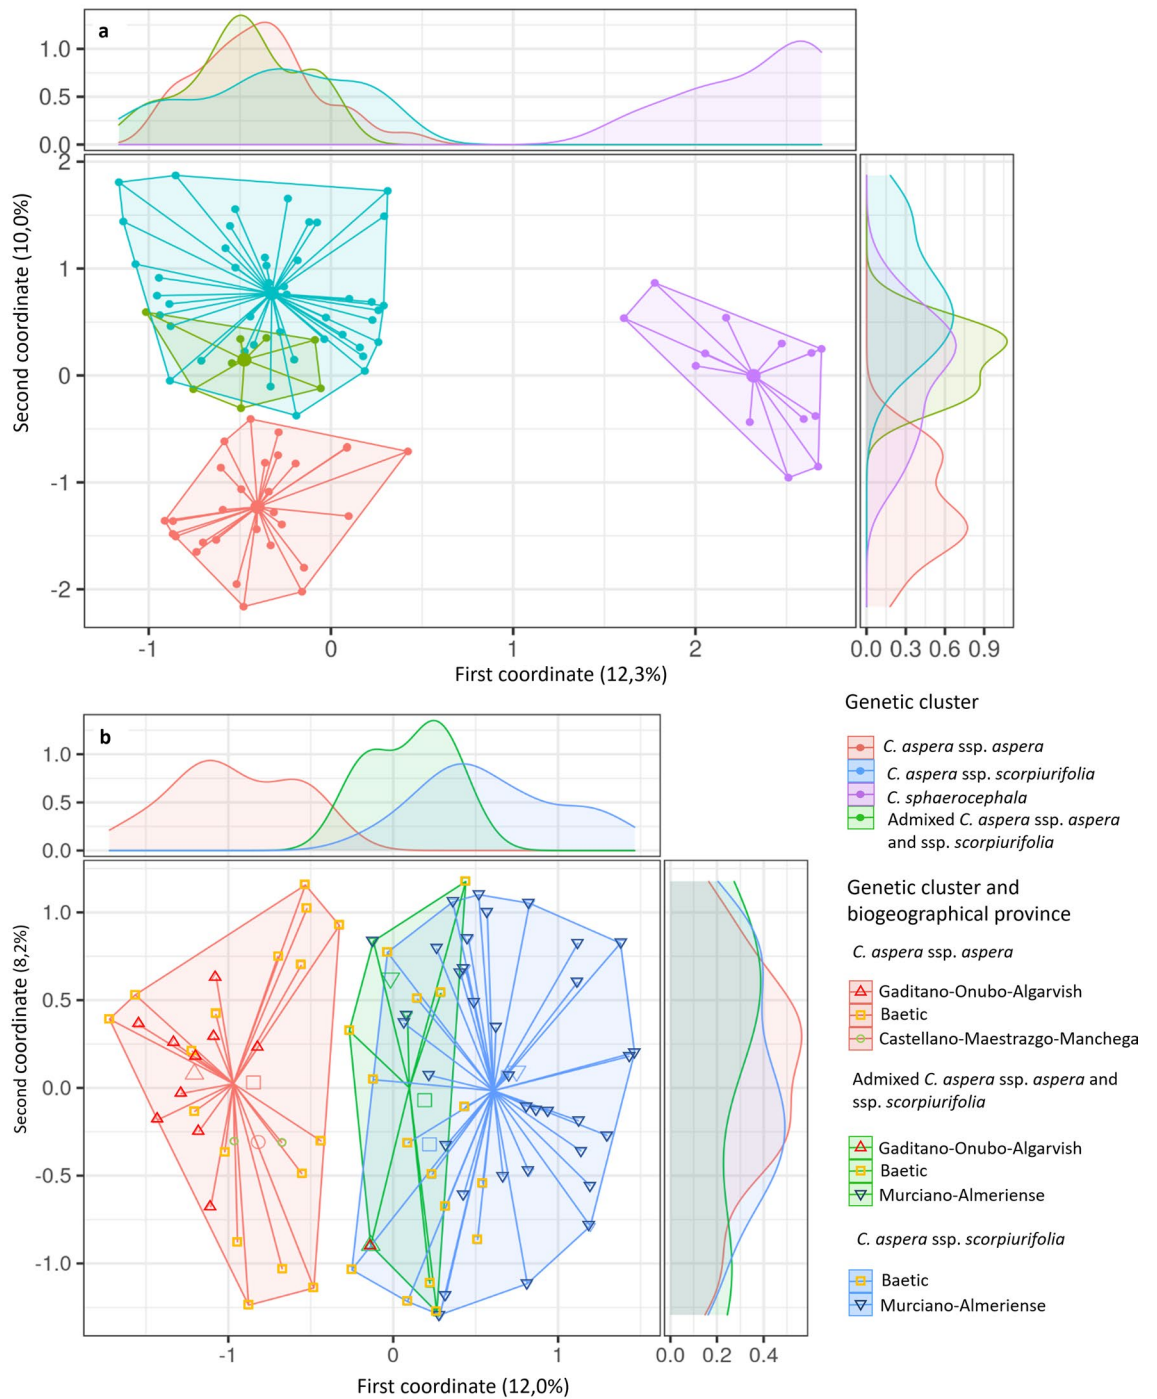 a
1.0
0.5
0.0
2
1
0
-1
-2
Second coordinate (10,0%)
-1 0 1 2
0.0 0.3 0.6 0.9
First coordinate (12,3%)
Genetic cluster
C. aspera ssp. aspera
C. aspera ssp. scorpiurifolia
C. sphaerocephala
Admixed C. aspera ssp. aspera
and ssp. scorpiurifolia
Genetic cluster and
biogeographical province
C. aspera ssp. aspera
Gaditano-Onubo-Algarvish
Baetic
Castellano-Maestrazgo-Manchega
Admixed C. aspera ssp. aspera and
ssp. scorpiurifolia
Gaditano-Onubo-Algarvish
Baetic
Murciano-Almeriense
C. aspera ssp. scorpiurifolia
Baetic
Murciano-Almeriense
b
1.0
0.5
0.0
1.0
0.5
0.0
-0.5
-1.0
Second coordinate (8,2%)
-1 0 1
0.0 0.2 0.4
First coordinate (12,0%)